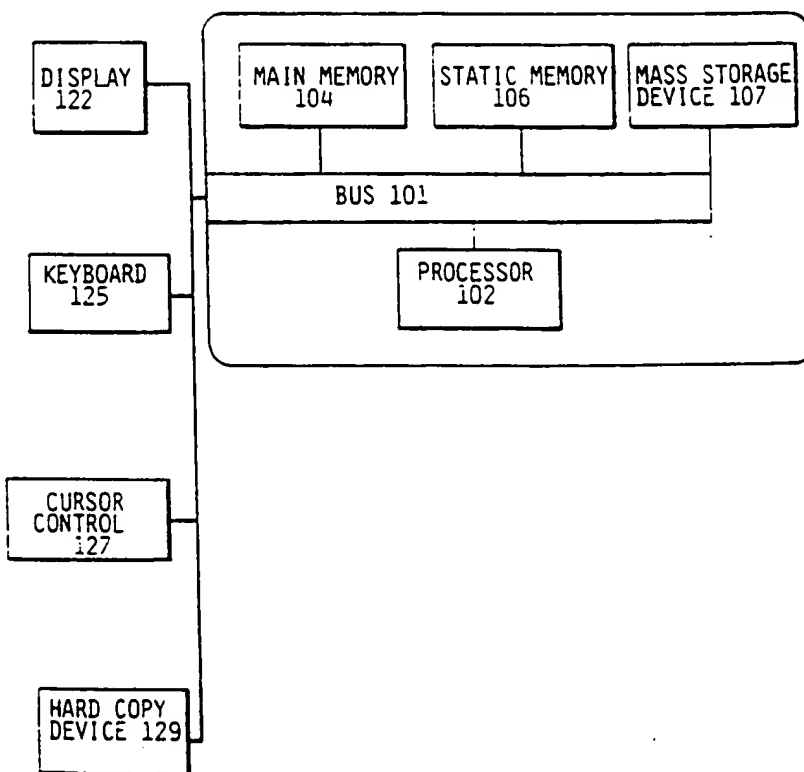 DISPLAY
122
MAIN MEMORY
104
STATIC MEMORY
106
MASS STORAGE
DEVICE 107
BUS 101
KEYBOARD
125
PROCESSOR
102
CURSOR
CONTROL
127
HARD COPY
DEVICE 129